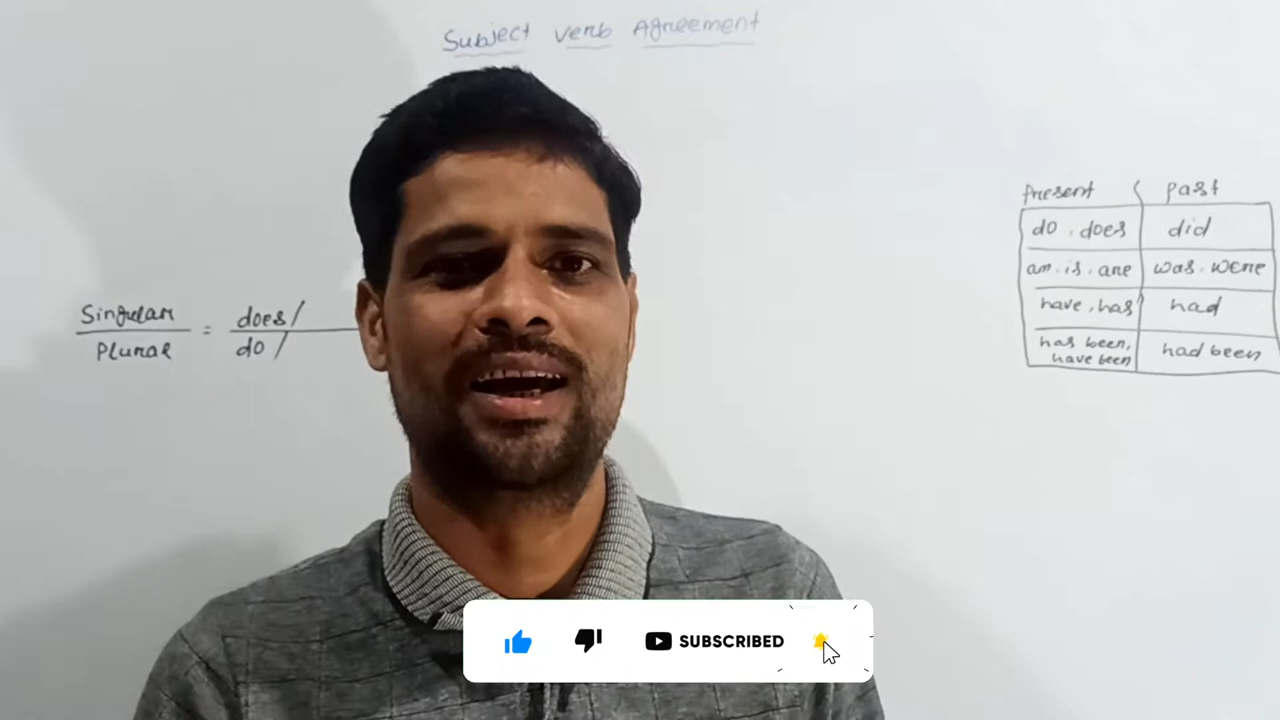 Subject Verb Agreement
Present Past
do, does did
am, is, are was, were
have, has had
has been, have been had been
Singular = does/
Plural do/
SUBSCRIBED